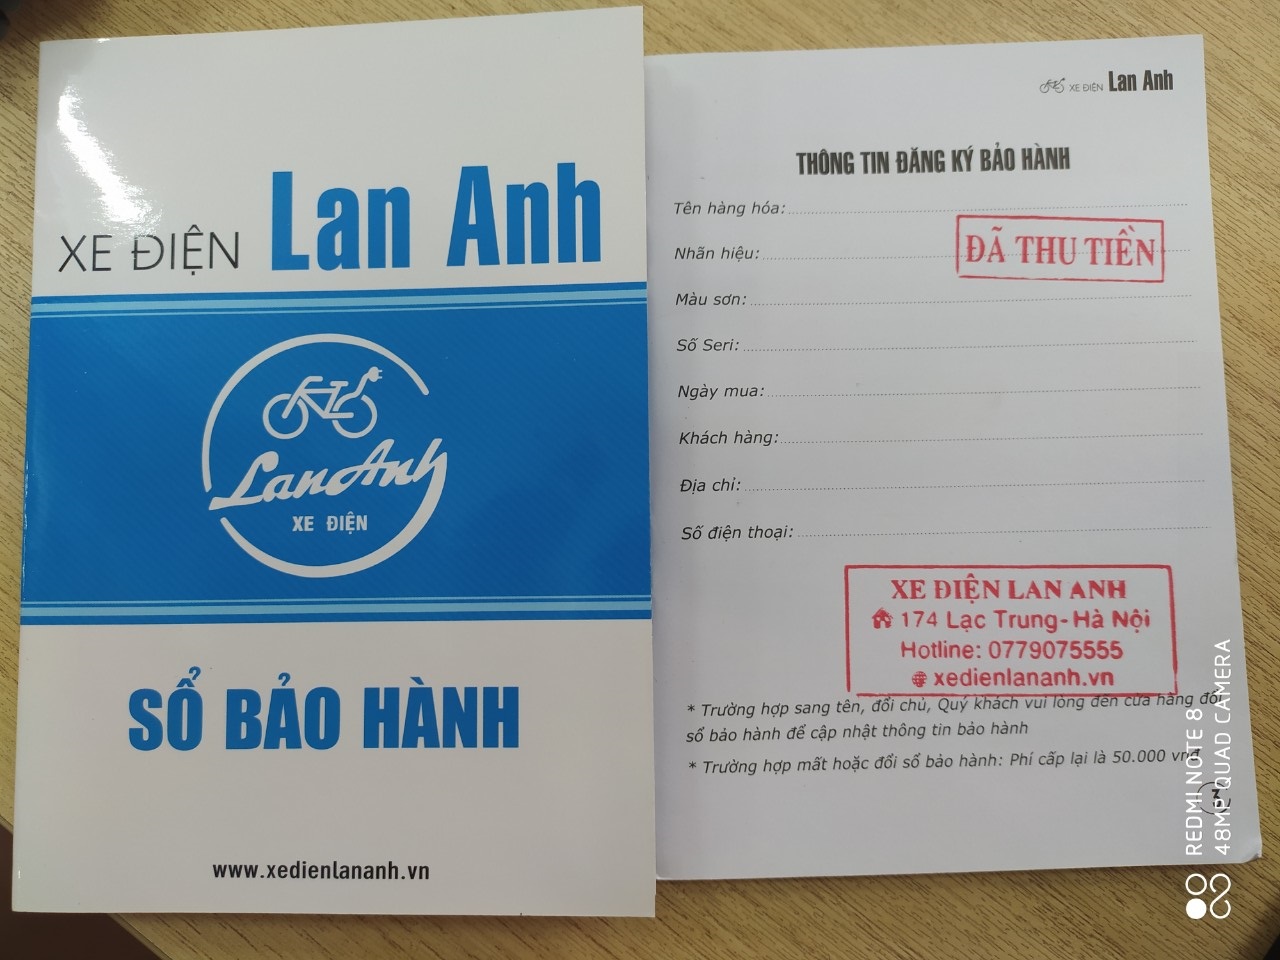 XE ĐIỆN Lan Anh
Lan Anh
XE ĐIỆN
SỔ BẢO HÀNH
www.xedienlananh.vn
XE ĐIỆN Lan Anh
THÔNG TIN ĐĂNG KÝ BẢO HÀNH
Tên hàng hóa:
Nhãn hiệu:
ĐÃ THU TIỀN
Màu sơn:
Số Seri:
Ngày mua:
Khách hàng:
Địa chỉ:
Số điện thoại:
XE ĐIỆN LAN ANH
174 Lạc Trung-Hà Nội
Hotline: 0779075555
xedienlananh.vn
* Trường hợp sang tên, đổi chủ, Quý khách vui lòng đến cửa hàng đổi
sổ bảo hành để cập nhật thông tin bảo hành
* Trường hợp mất hoặc đổi sổ bảo hành: Phí cấp lại là 50.000 vnđ
3
REDMI NOTE 8
48MP QUAD CAMERA